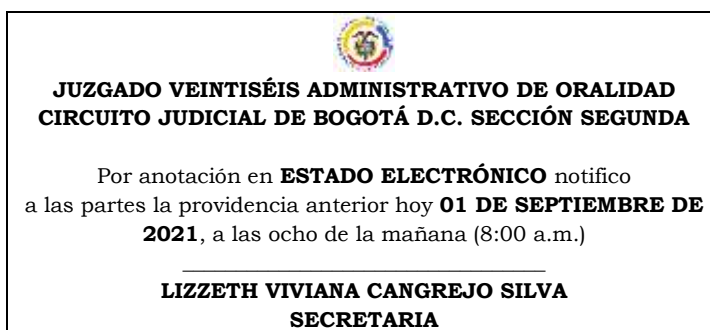 JUZGADO VEINTISÉIS ADMINISTRATIVO DE ORALIDAD
CIRCUITO JUDICIAL DE BOGOTÁ D.C. SECCIÓN SEGUNDA
Por anotación en ESTADO ELECTRÓNICO notifico
a las partes la providencia anterior hoy 01 DE SEPTIEMBRE DE
2021, a las ocho de la mañana (8:00 a.m.)
LIZZETH VIVIANA CANGREJO SILVA
SECRETARIA